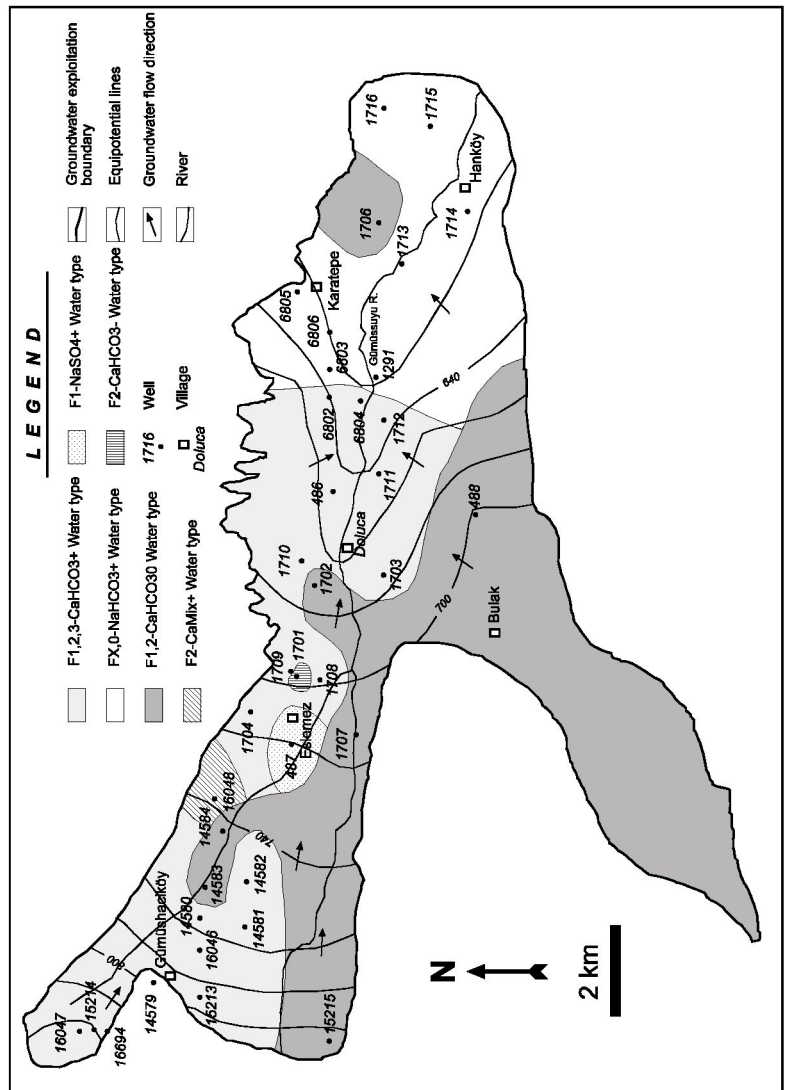 LEGEND
F1,2,3-CaHCO3+ Water type
FX,0-NaHCO3+ Water type
F1,2-CaHCO30 Water type
F2-CaMix+ Water type
F1-NaSO4+ Water type
F2-CaHCO3- Water type
1716
Well
Doluca
Village
Groundwater exploitation
boundary
Equipotential lines
Groundwater flow direction
River
16047
15214
16694
800
14579
Gümüşhacıköy
15213
15215
16046
14580
14581
14583
14582
14584
16048
740
1704
487
Eslemez
1707
1709
1701
1708
1710
1702
Doluca
1703
700
Bulak
488
486
1711
6802
6804
1712
640
6803
6806
6805
Karatepe
1291
Gümüssuyu R.
1713
1706
1714
Hanköy
1716
1715
N
2 km